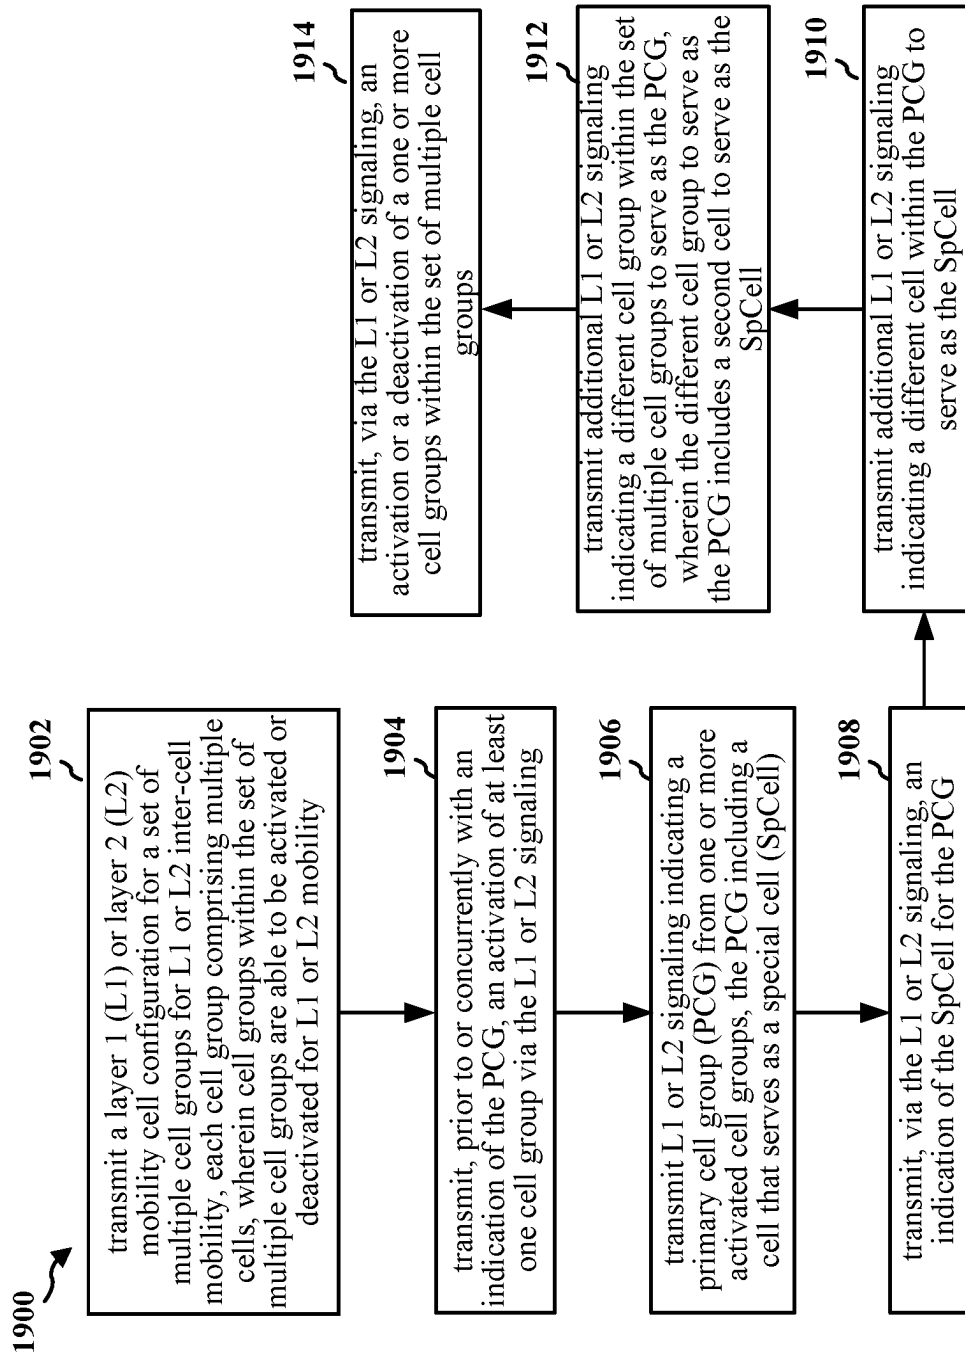 1900
1902
transmit a layer 1 (L1) or layer 2 (L2)
mobility cell configuration for a set of
multiple cell groups for L1 or L2 inter-cell
mobility, each cell group comprising multiple
cells, wherein cell groups within the set of
multiple cell groups are able to be activated or
deactivated for L1 or L2 mobility
1904
transmit, prior to or concurrently with an
indication of the PCG, an activation of at least
one cell group via the L1 or L2 signaling
1906
transmit L1 or L2 signaling indicating a
primary cell group (PCG) from one or more
activated cell groups, the PCG including a
cell that serves as a special cell (SpCell)
1908
transmit, via the L1 or L2 signaling, an
indication of the SpCell for the PCG
1910
transmit additional L1 or L2 signaling
indicating a different cell within the PCG to
serve as the SpCell
1912
transmit additional L1 or L2 signaling
indicating a different cell group within the set
of multiple cell groups to serve as the PCG,
wherein the different cell group to serve as
the PCG includes a second cell to serve as the
SpCell
1914
transmit, via the L1 or L2 signaling, an
activation or a deactivation of a one or more
cell groups within the set of multiple cell
groups